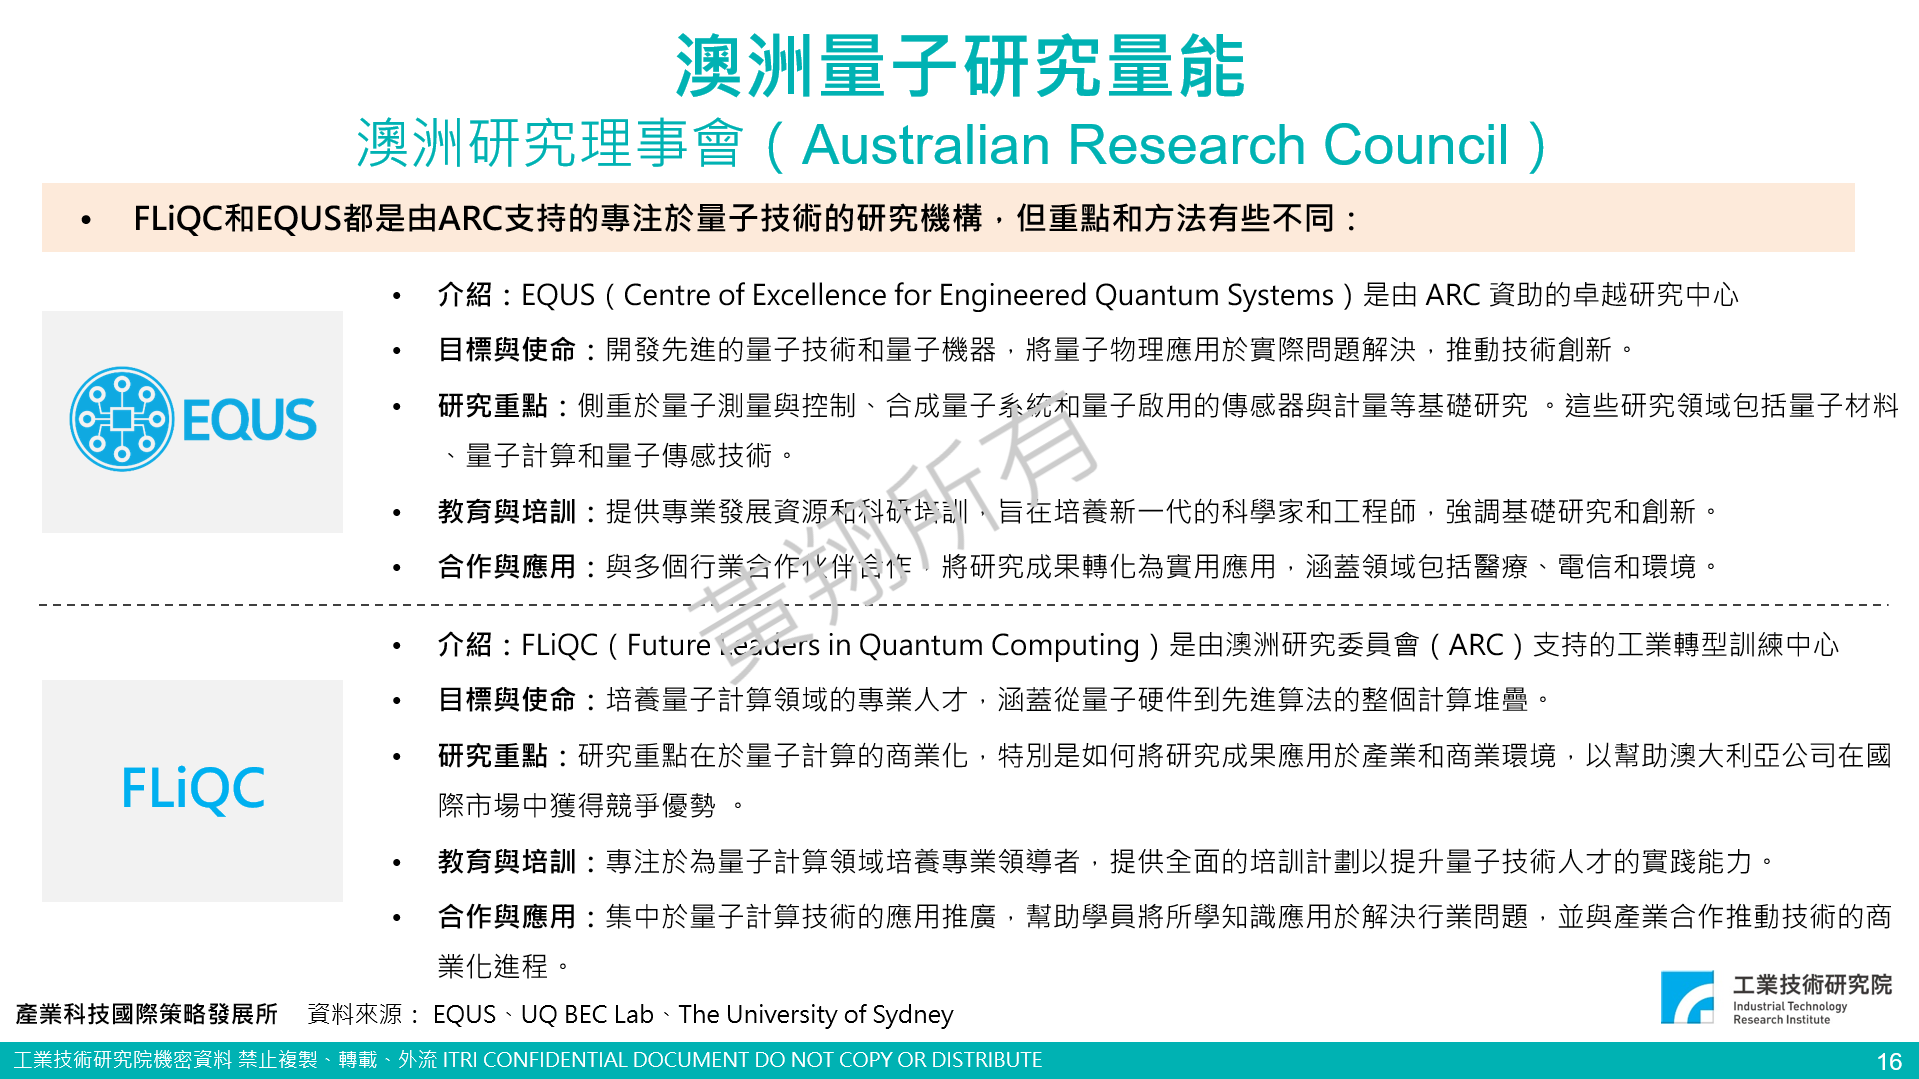 澳洲量子研究量能
澳洲研究理事會（Australian Research Council）
• FLiQC和EQUS都是由ARC支持的專注於量子技術的研究機構，但重點和方法有些不同：
EQUS
• 介紹：EQUS（Centre of Excellence for Engineered Quantum Systems）是由 ARC 資助的卓越研究中心
• 目標與使命：開發先進的量子技術和量子機器，將量子物理應用於實際問題解決，推動技術創新。
• 研究重點：側重於量子測量與控制、合成量子系統和量子啟用的傳感器與計量等基礎研究 。這些研究領域包括量子材料
、量子計算和量子傳感技術。
• 教育與培訓：提供專業發展資源和科研培訓，旨在培養新一代的科學家和工程師，強調基礎研究和創新。
• 合作與應用：與多個行業合作伙伴合作，將研究成果轉化為實用應用，涵蓋領域包括醫療、電信和環境。
黃翔所有
FLiQC
• 介紹：FLiQC（Future Leaders in Quantum Computing）是由澳洲研究委員會（ARC）支持的工業轉型訓練中心
• 目標與使命：培養量子計算領域的專業人才，涵蓋從量子硬件到先進算法的整個計算堆疊。
• 研究重點：研究重點在於量子計算的商業化，特別是如何將研究成果應用於產業和商業環境，以幫助澳大利亞公司在國
際市場中獲得競爭優勢 。
• 教育與培訓：專注於為量子計算領域培養專業領導者，提供全面的培訓計劃以提升量子技術人才的實踐能力。
• 合作與應用：集中於量子計算技術的應用推廣，幫助學員將所學知識應用於解決行業問題，並與產業合作推動技術的商
業化進程。
產業科技國際策略發展所 資料來源： EQUS、UQ BEC Lab、The University of Sydney
工業技術研究院
Industrial Technology
Research Institute
工業技術研究院機密資料 禁止複製、轉載、外流 ITRI CONFIDENTIAL DOCUMENT DO NOT COPY OR DISTRIBUTE
16